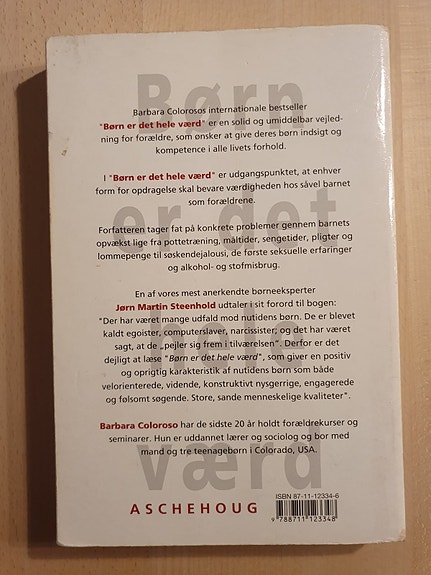 Børn
er det
hele
værd
Barbara Colorosos internationale bestseller
"Børn er det hele værd" er en solid og umiddelbar vejled-
ning for forældre, som ønsker at give deres børn indsigt og
kompetence i alle livets forhold.
I "Børn er det hele værd" er udgangspunktet, at enhver
form for opdragelse skal bevare værdigheden hos såvel barnet
som forældrene.
Forfatteren tager fat på konkrete problemer gennem barnets
opvækst lige fra pottetræning, måltider, sengetider, pligter og
lommepenge til søskendejalousi, de første seksuelle erfaringer
og alkohol- og stofmisbrug.
En af vores mest anerkendte børneeksperter
Jørn Martin Steenhold udtaler i sit forord til bogen:
"Der har været mange udfald mod nutidens børn. De er blevet
kaldt egoister, computerslaver, narcissister; og det har været
sagt, at de „pejler sig frem i tilværelsen". Derfor er det
dejligt at læse "Børn er det hele værd", som giver en positiv
og oprigtig karakteristik af nutidens børn som både
velorienterede, vidende, konstruktivt nysgerrige, engagerede
og følsomt søgende. Store, sande menneskelige kvaliteter".
Barbara Coloroso har de sidste 20 år holdt forældrekurser og
seminarer. Hun er uddannet lærer og sociolog og bor med
mand og tre teenagebørn i Colorado, USA.
ASCHEHOUG
ISBN 87-11-12334-6
9 788711 123348